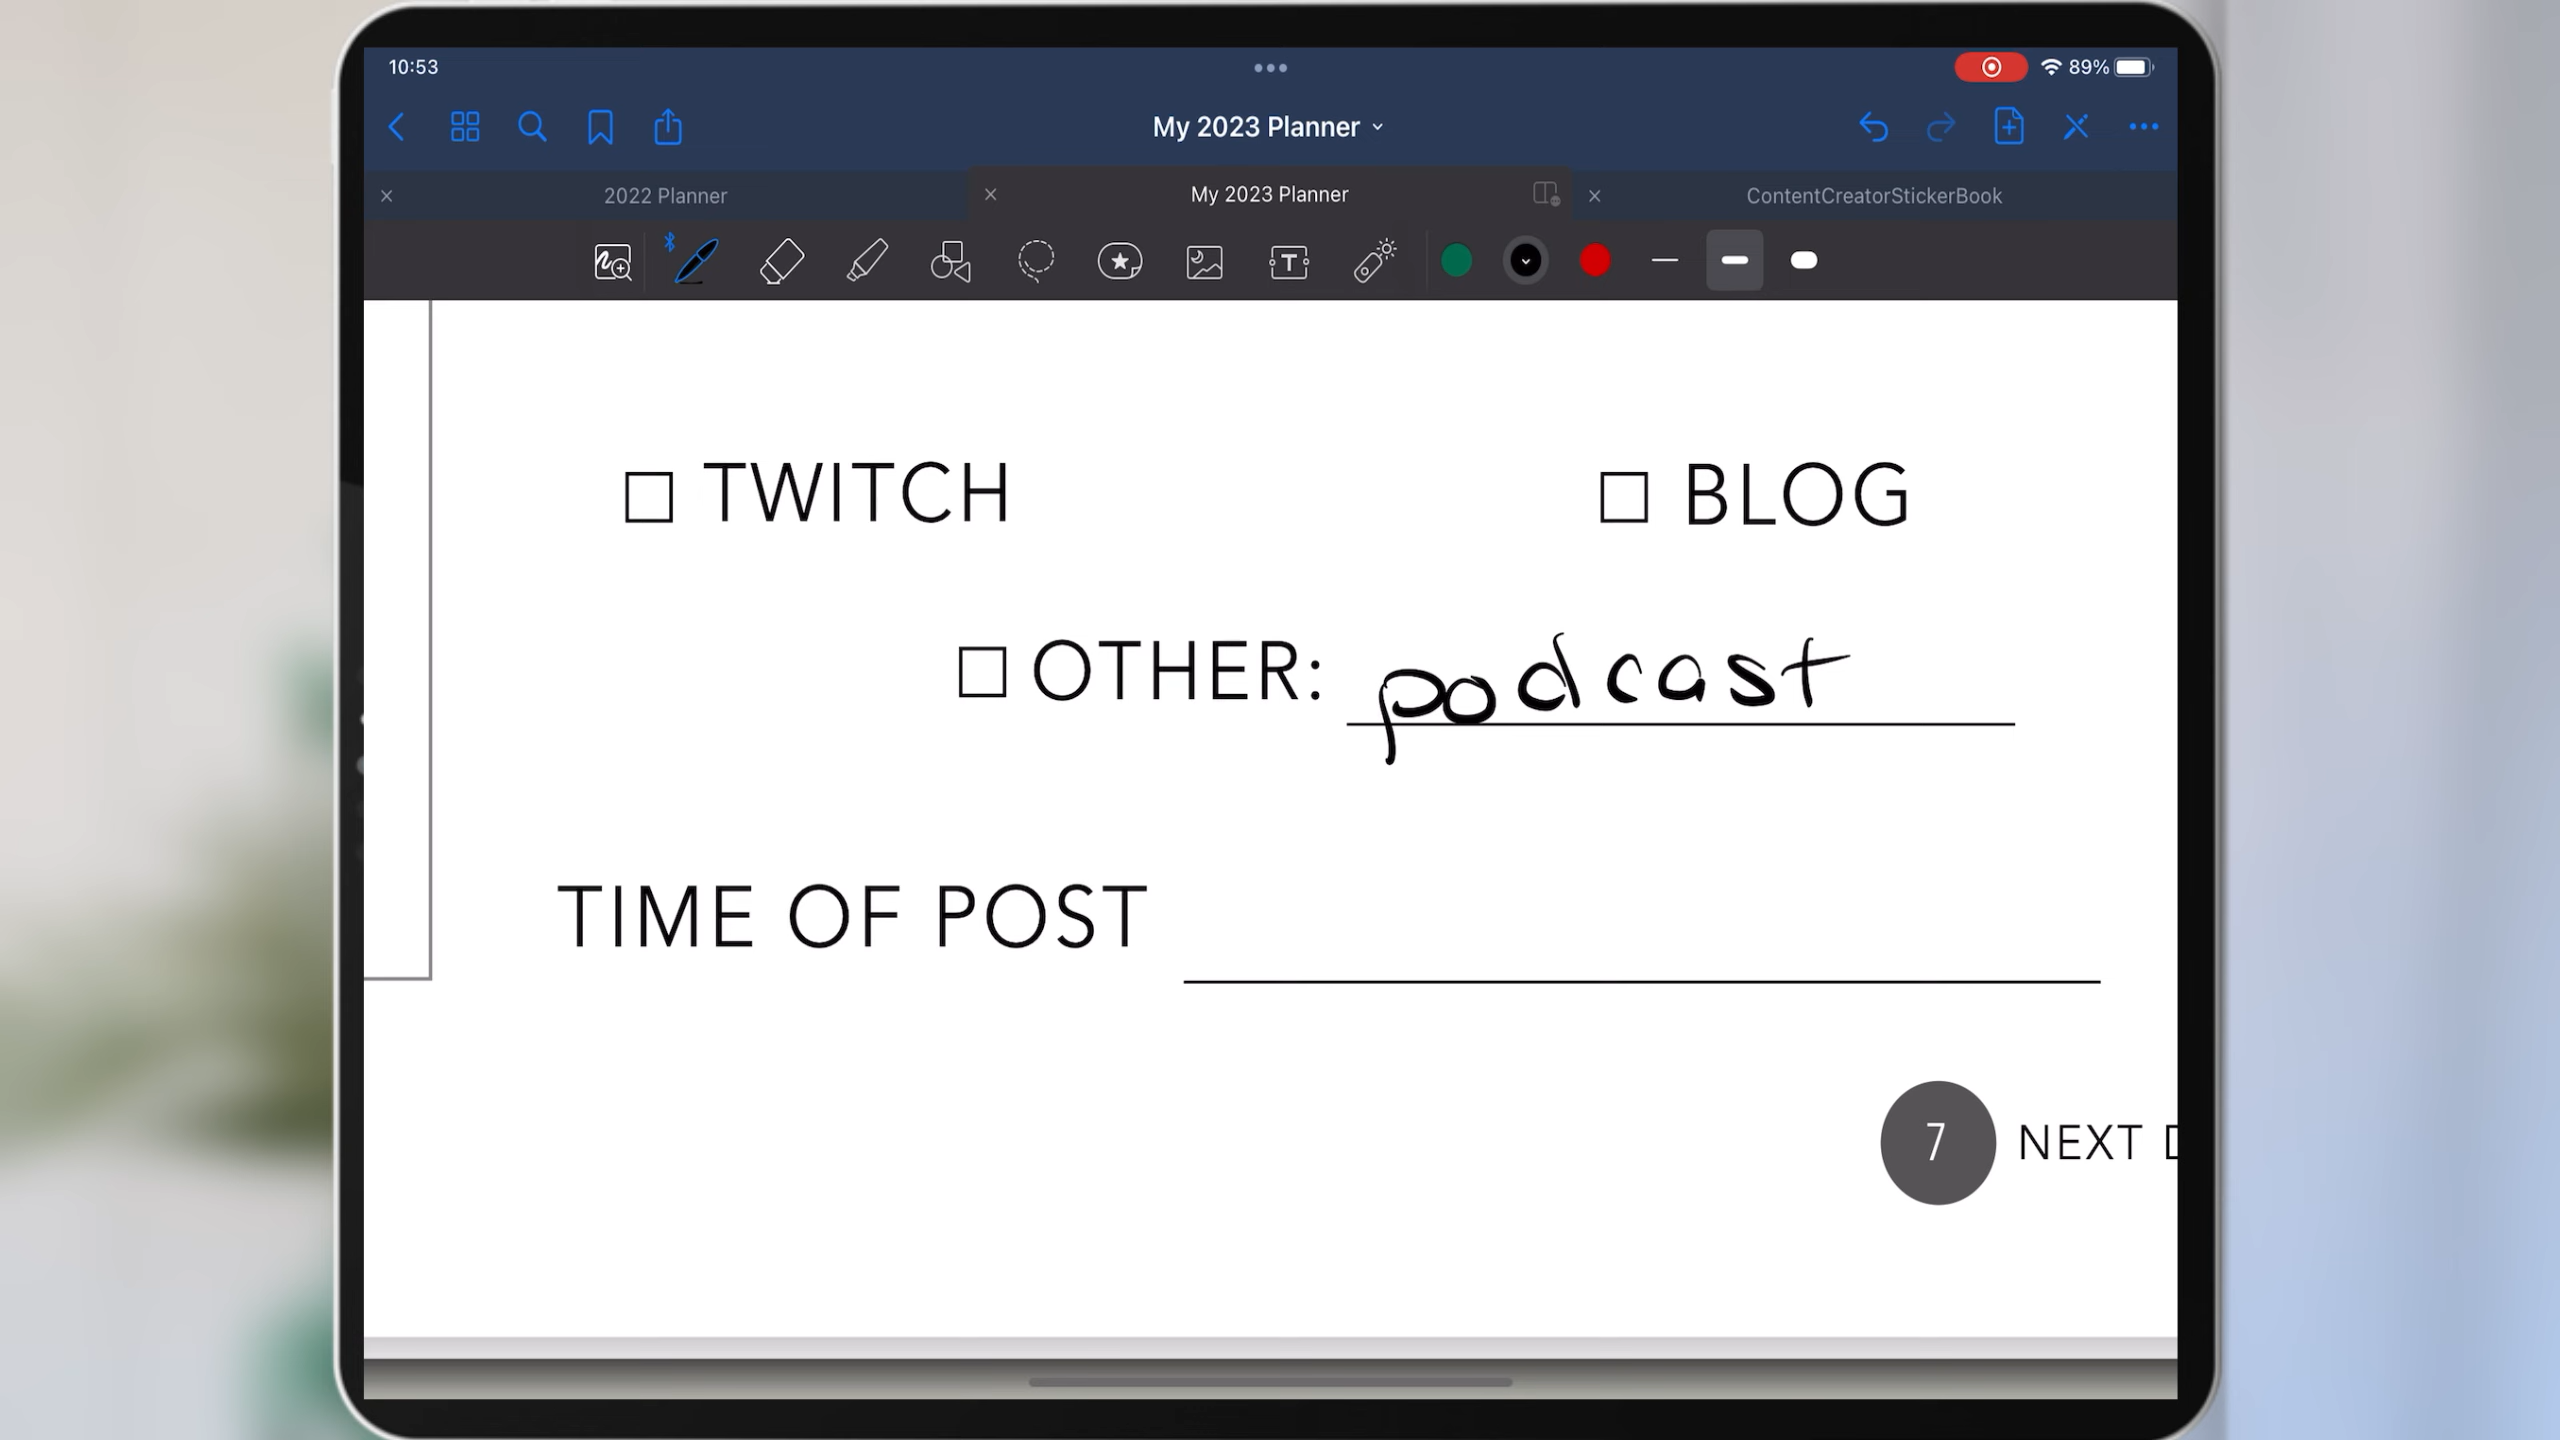 10:53 89%
My 2023 Planner
2022 Planner My 2023 Planner ContentCreatorStickerBook
T
TWITCH BLOG
OTHER: podcast
TIME OF POST
7 NEXT D